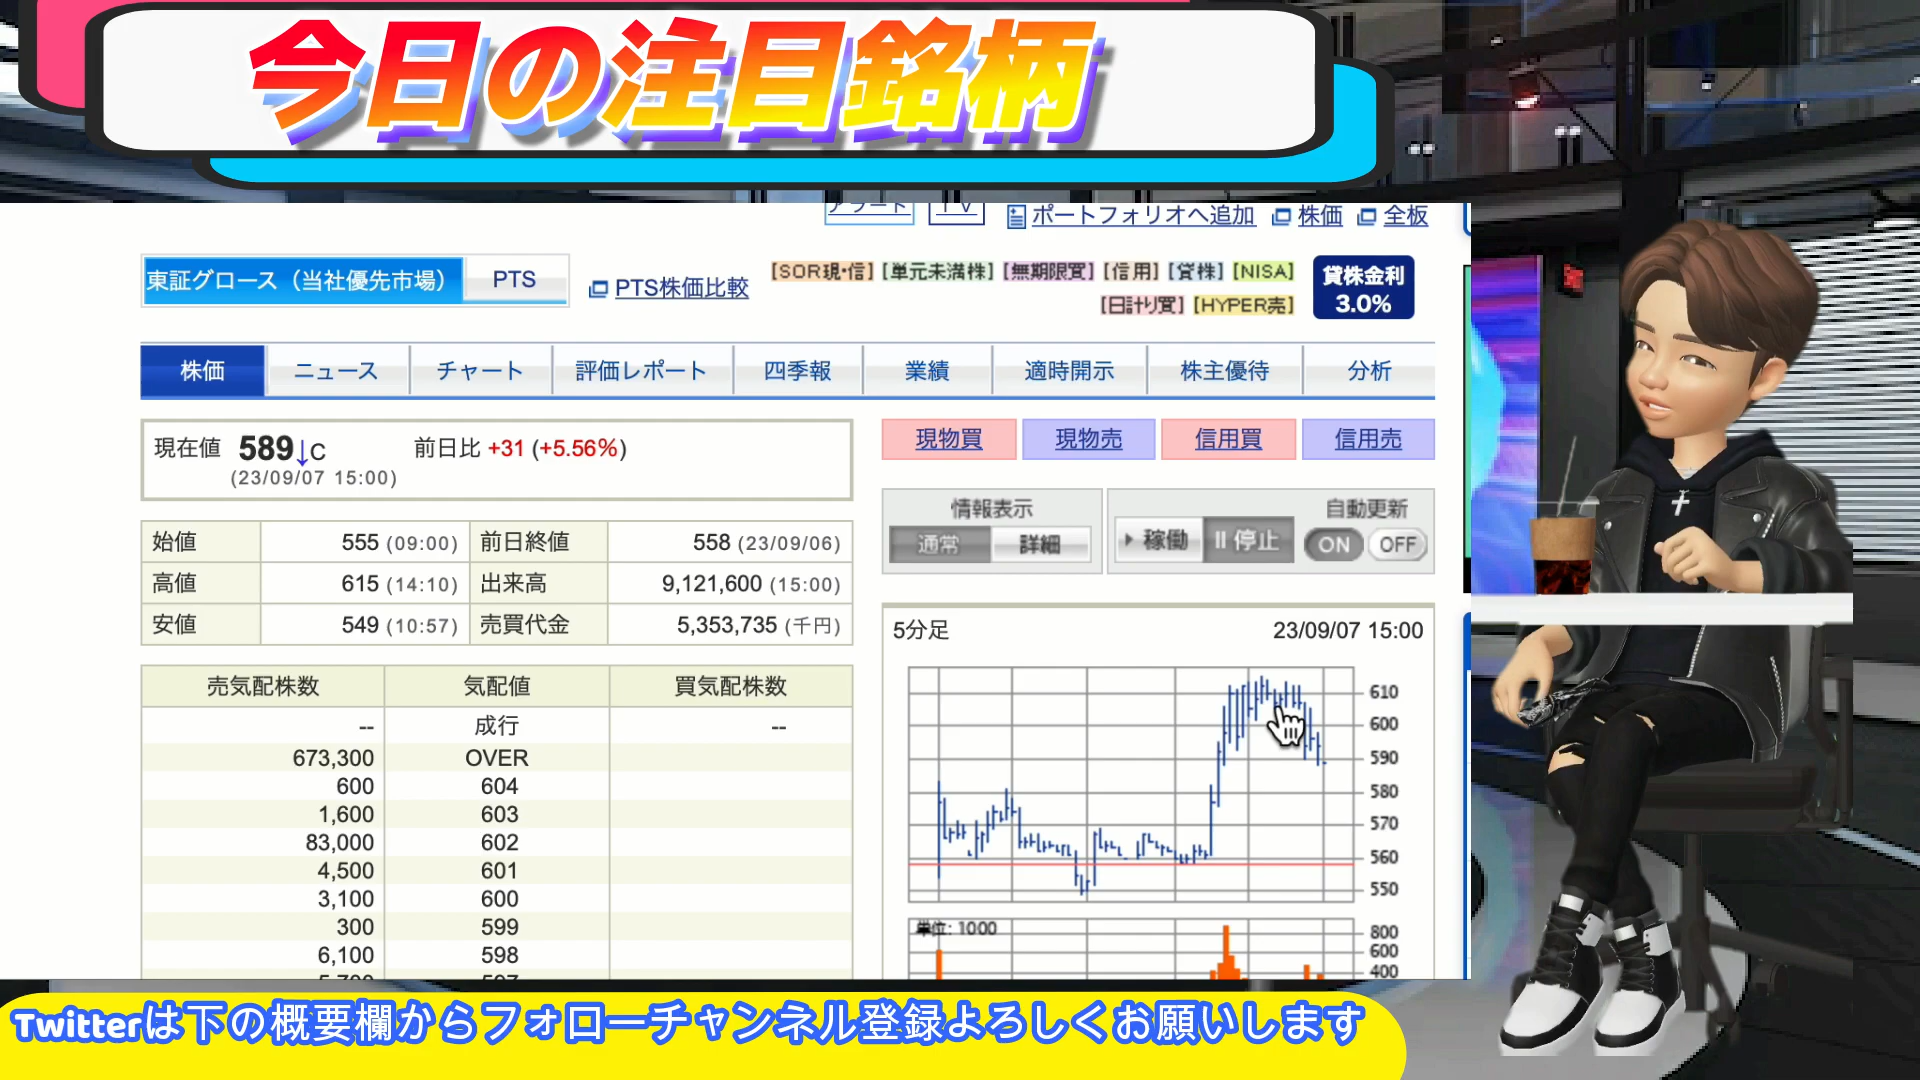 今日の注目銘柄
アラート TV ポートフォリオへ追加 株価 全板
東証グロース（当社優先市場） PTS PTS株価比較
[SOR現・信] [単元未満株] [無期限買] [信用] [貸株] [NISA]
[日計り買] [HYPER売]
貸株金利
3.0%
株価 ニュース チャート 評価レポート 四季報 業績 適時開示 株主優待 分析
現在値 589↓C 前日比 +31 (+5.56%)
(23/09/07 15:00)
現物買 現物売 信用買 信用売
始値 555 (09:00) 前日終値 558 (23/09/06)
高値 615 (14:10) 出来高 9,121,600 (15:00)
安値 549 (10:57) 売買代金 5,353,735 (千円)
情報表示
通常 詳細
稼働 停止
自動更新
ON OFF
売気配株数 気配値 買気配株数
-- 成行 --
673,300 OVER
600 604
1,600 603
83,000 602
4,500 601
3,100 600
300 599
6,100 598
5分足 23/09/07 15:00
610
600
590
580
570
560
550
単位: 1000
800
600
400
Twitterは下の概要欄からフォローチャンネル登録よろしくお願いします